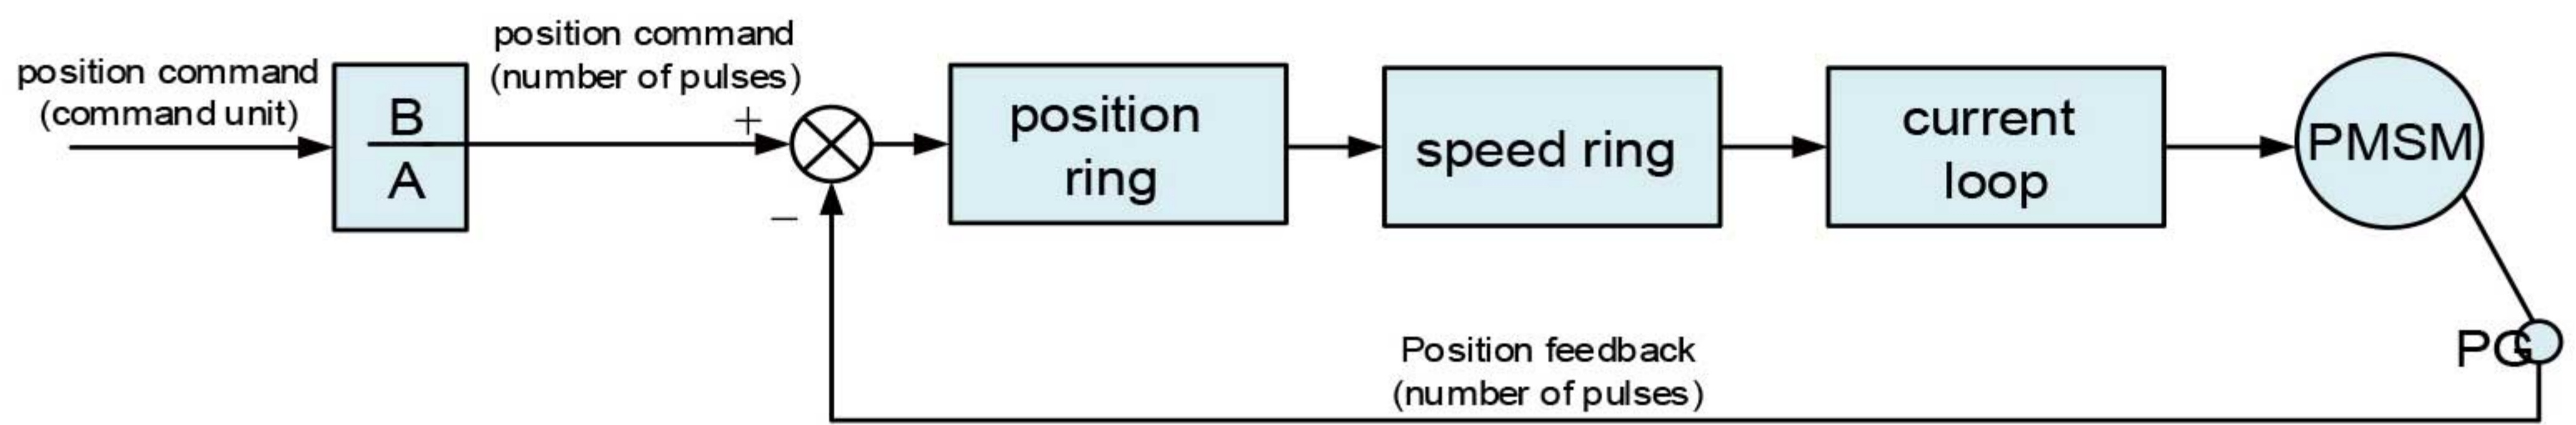 position command
(command unit)
B
A
position command
(number of pulses)
+
−
position
ring
speed ring
current
loop
PMSM
PG
Position feedback
(number of pulses)